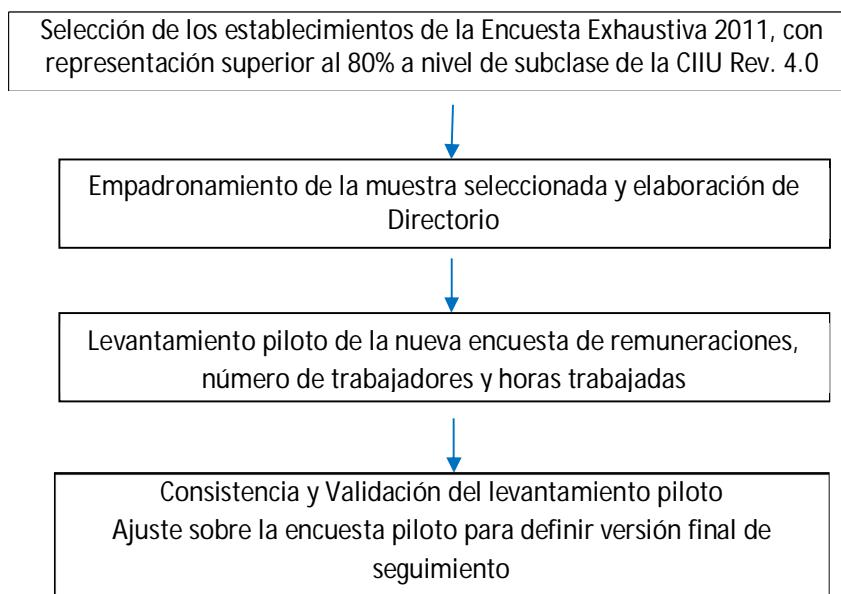 Selección de los establecimientos de la Encuesta Exhaustiva 2011, con
representación superior al 80% a nivel de subclase de la CIIU Rev. 4.0
Empadronamiento de la muestra seleccionada y elaboración de
Directorio
Levantamiento piloto de la nueva encuesta de remuneraciones,
número de trabajadores y horas trabajadas
Consistencia y Validación del levantamiento piloto
Ajuste sobre la encuesta piloto para definir versión final de
seguimiento